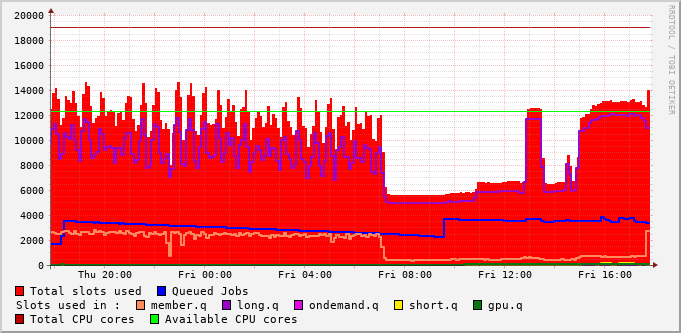 20000
18000
16000
14000
12000
10000
8000
6000
4000
2000
0
Thu 20:00 Fri 00:00 Fri 04:00 Fri 08:00 Fri 12:00 Fri 16:00
RRDTOOL / TOBI OETIKER
Total slots used Queued Jobs
Slots used in : member.q long.q ondemand.q short.q gpu.q
Total CPU cores Available CPU cores